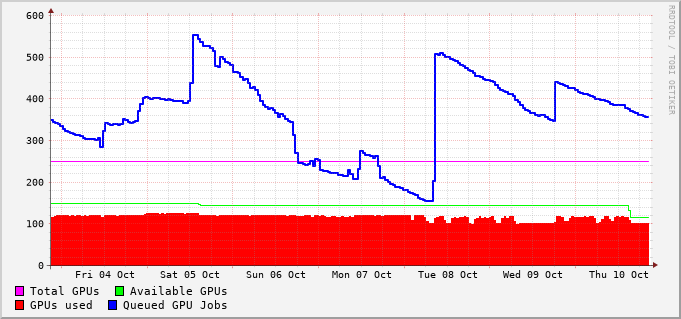 RRDTOOL / TOBI OETIKER
600
500
400
300
200
100
0
Fri 04 Oct Sat 05 Oct Sun 06 Oct Mon 07 Oct Tue 08 Oct Wed 09 Oct Thu 10 Oct
Total GPUs Available GPUs
GPUs used Queued GPU Jobs